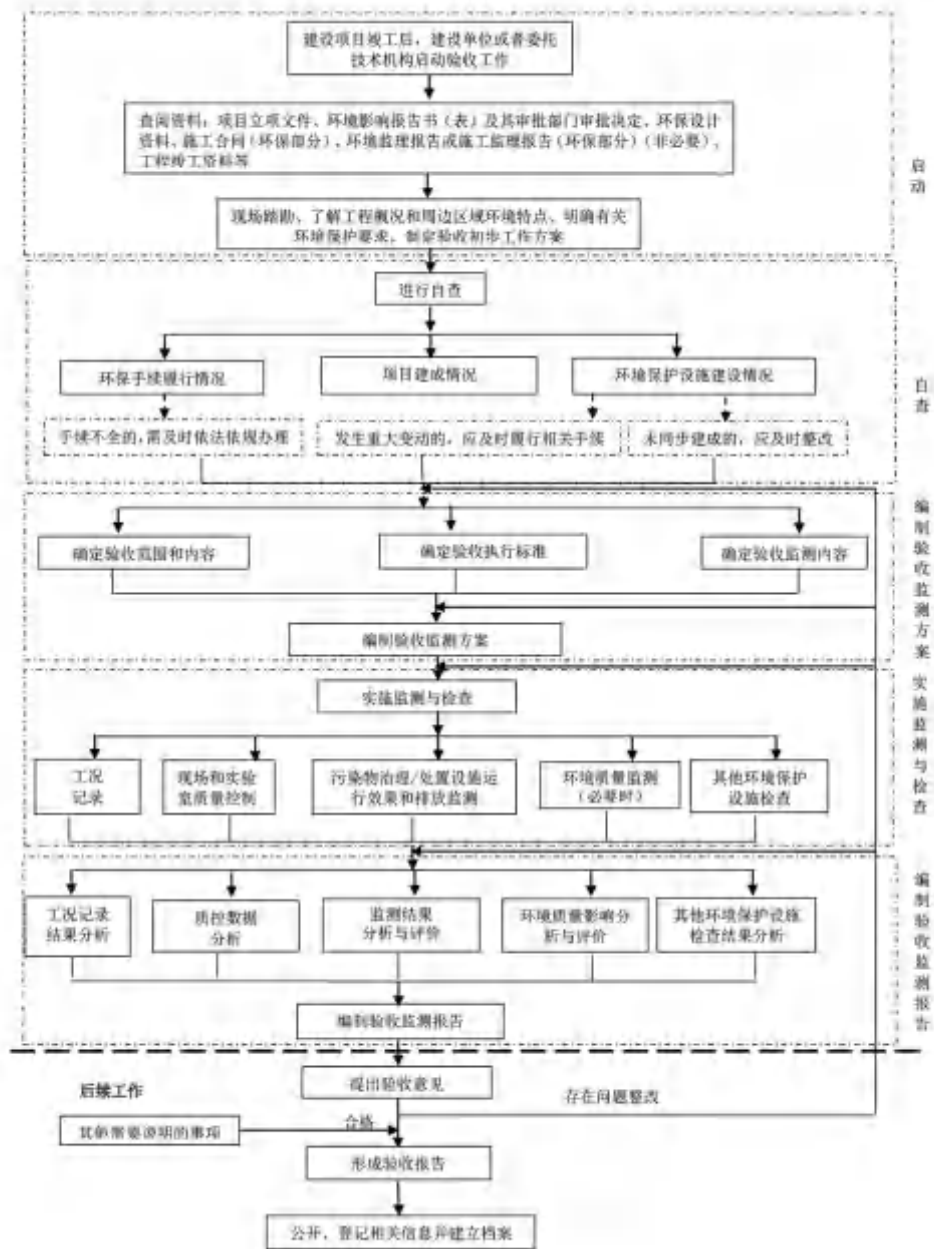 建设项目竣工后,建设单位或者委托
技术机构启动验收工作
查阅资料:项目立项文件、环境影响报告书(表)及其审批部门审批决定、环保设计
资料、施工合同(环保部分)、环境监理报告或施工监理报告(环保部分)(非必要)、
工程竣工资料等
现场踏勘、了解工程概况和周边区域环境特点、明确有关
环境保护要求,制定验收初步工作方案
启动
进行自查
环保手续履行情况
项目建成情况
环境保护设施建设情况
手续不全的,需及时依法依规办理
发生重大变动的,应及时履行相关手续
未同步建成的,应及时整改
自查
确定验收范围和内容
确定验收执行标准
确定验收监测内容
编制验收监测方案
编制验收监测方案
实施监测与检查
工况
记录
现场和实验
室质量控制
污染物治理/处置设施运
行效果和排放监测
环境质量监测
(必要时)
其他环境保护
设施检查
实施监测与检查
工况记录
结果分析
质控数据
分析
监测结果
分析与评价
环境质量影响分
析与评价
其他环境保护设施
检查结果分析
编制验收监测报告
编制验收监测报告
提出验收意见
后续工作
存在问题整改
合格
其他需要说明的事项
形成验收报告
公开、登记相关信息并建立档案